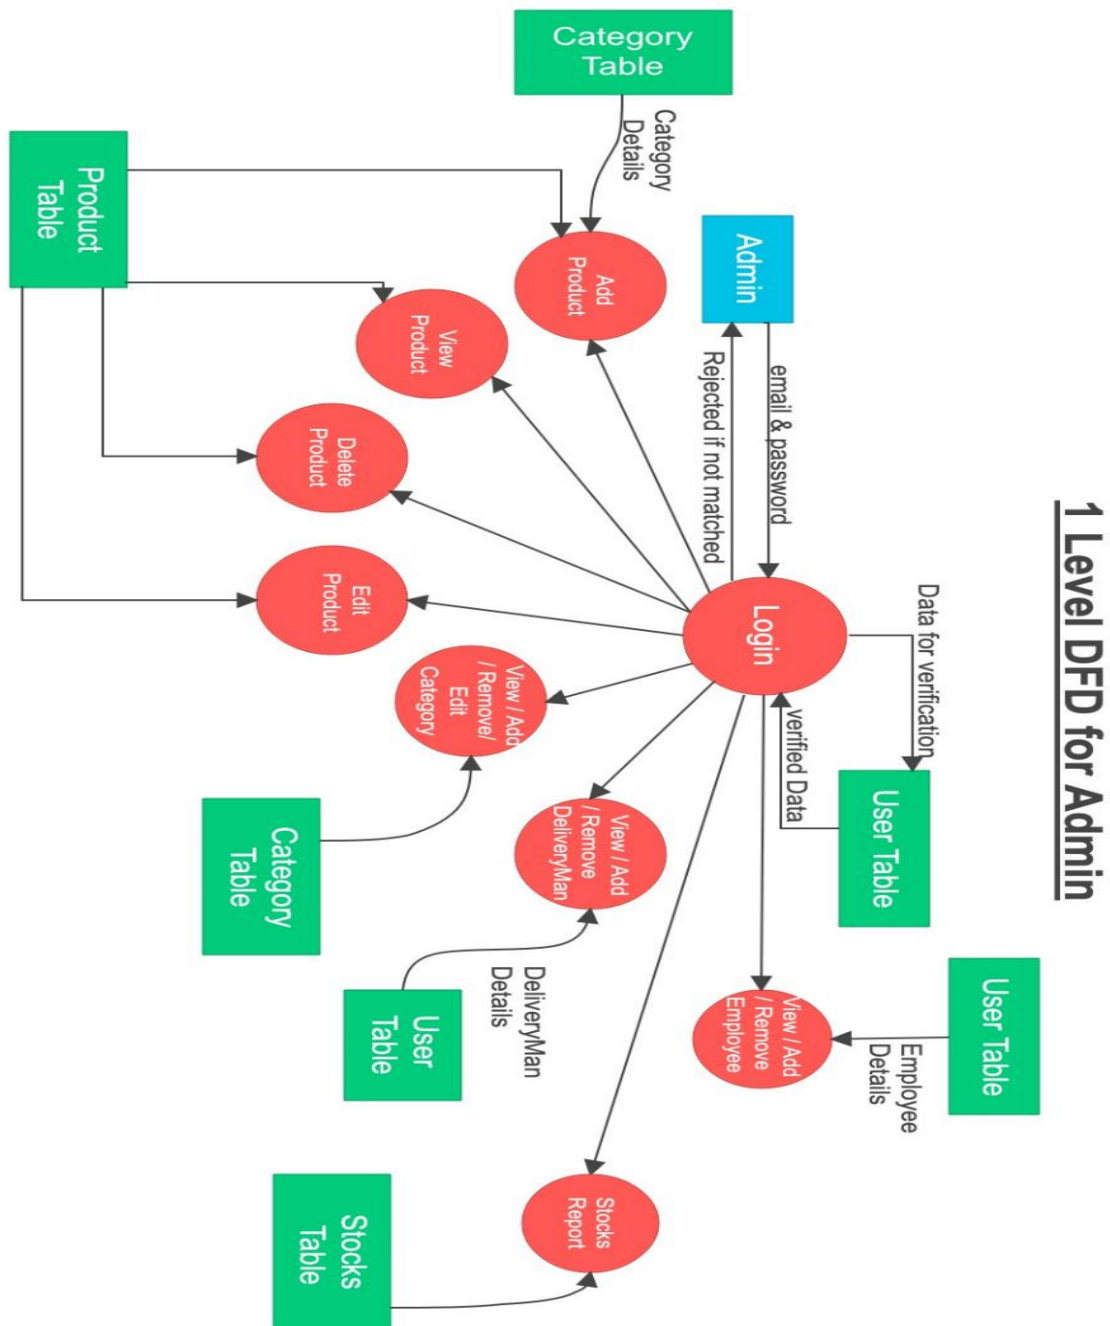 1 Level DFD for Admin
Category
Table
Category
Details
Product
Table
Admin
email & password
Rejected if not matched
Add
Product
View
Product
Delete
Product
Edit
Product
Login
Data for verification
verified Data
User Table
View / Add
/ Remove/
Edit
Category
Category
Table
View / Add
/ Remove
DeliveryMan
DeliveryMan
Details
User
Table
View / Add
/ Remove
Employee
Employee
Details
User Table
Stocks
Report
Stocks
Table